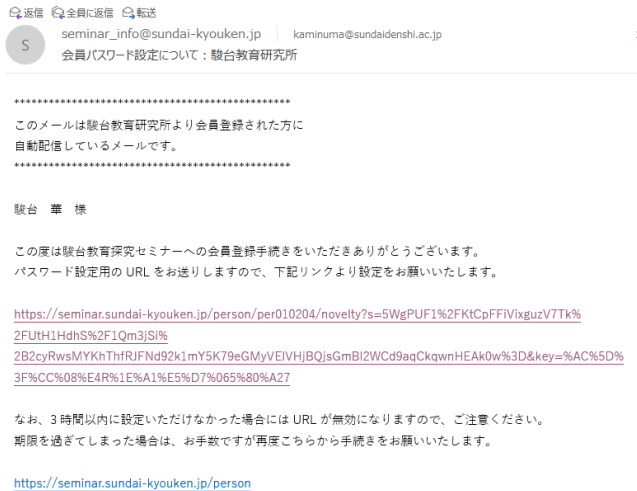 返信 全員に返信 転送
S
seminar_info@sundai-kyouken.jp kaminuma@sundaidenshi.ac.jp
会員パスワード設定について：駿台教育研究所
************************************************
このメールは駿台教育研究所より会員登録された方に
自動配信しているメールです。
************************************************
駿台　華　様
この度は駿台教育探究セミナーへの会員登録手続きをいただきありがとうございます。
パスワード設定用の URL をお送りしますので、下記リンクより設定をお願いいたします。
https://seminar.sundai-kyouken.jp/person/per010204/novelty?s=5WgPUF1%2FKtCpFFiVixguzV7Tk%
2FUtH1HdhS%2F1Qm3jSi%
2B2cyRwsMYKhThfRJFNd92k1mY5K79eGMyVEIVHjBQjsGmBI2WCd9aqCkqwnHEAk0w%3D&key=%AC%5D%
3F%CC%08%E4R%1E%A1%E5%D7%065%80%A27
なお、3 時間以内に設定いただけなかった場合には URL が無効になりますので、ご注意ください。
期限を過ぎてしまった場合は、お手数ですが再度こちらから手続きをお願いいたします。
https://seminar.sundai-kyouken.jp/person